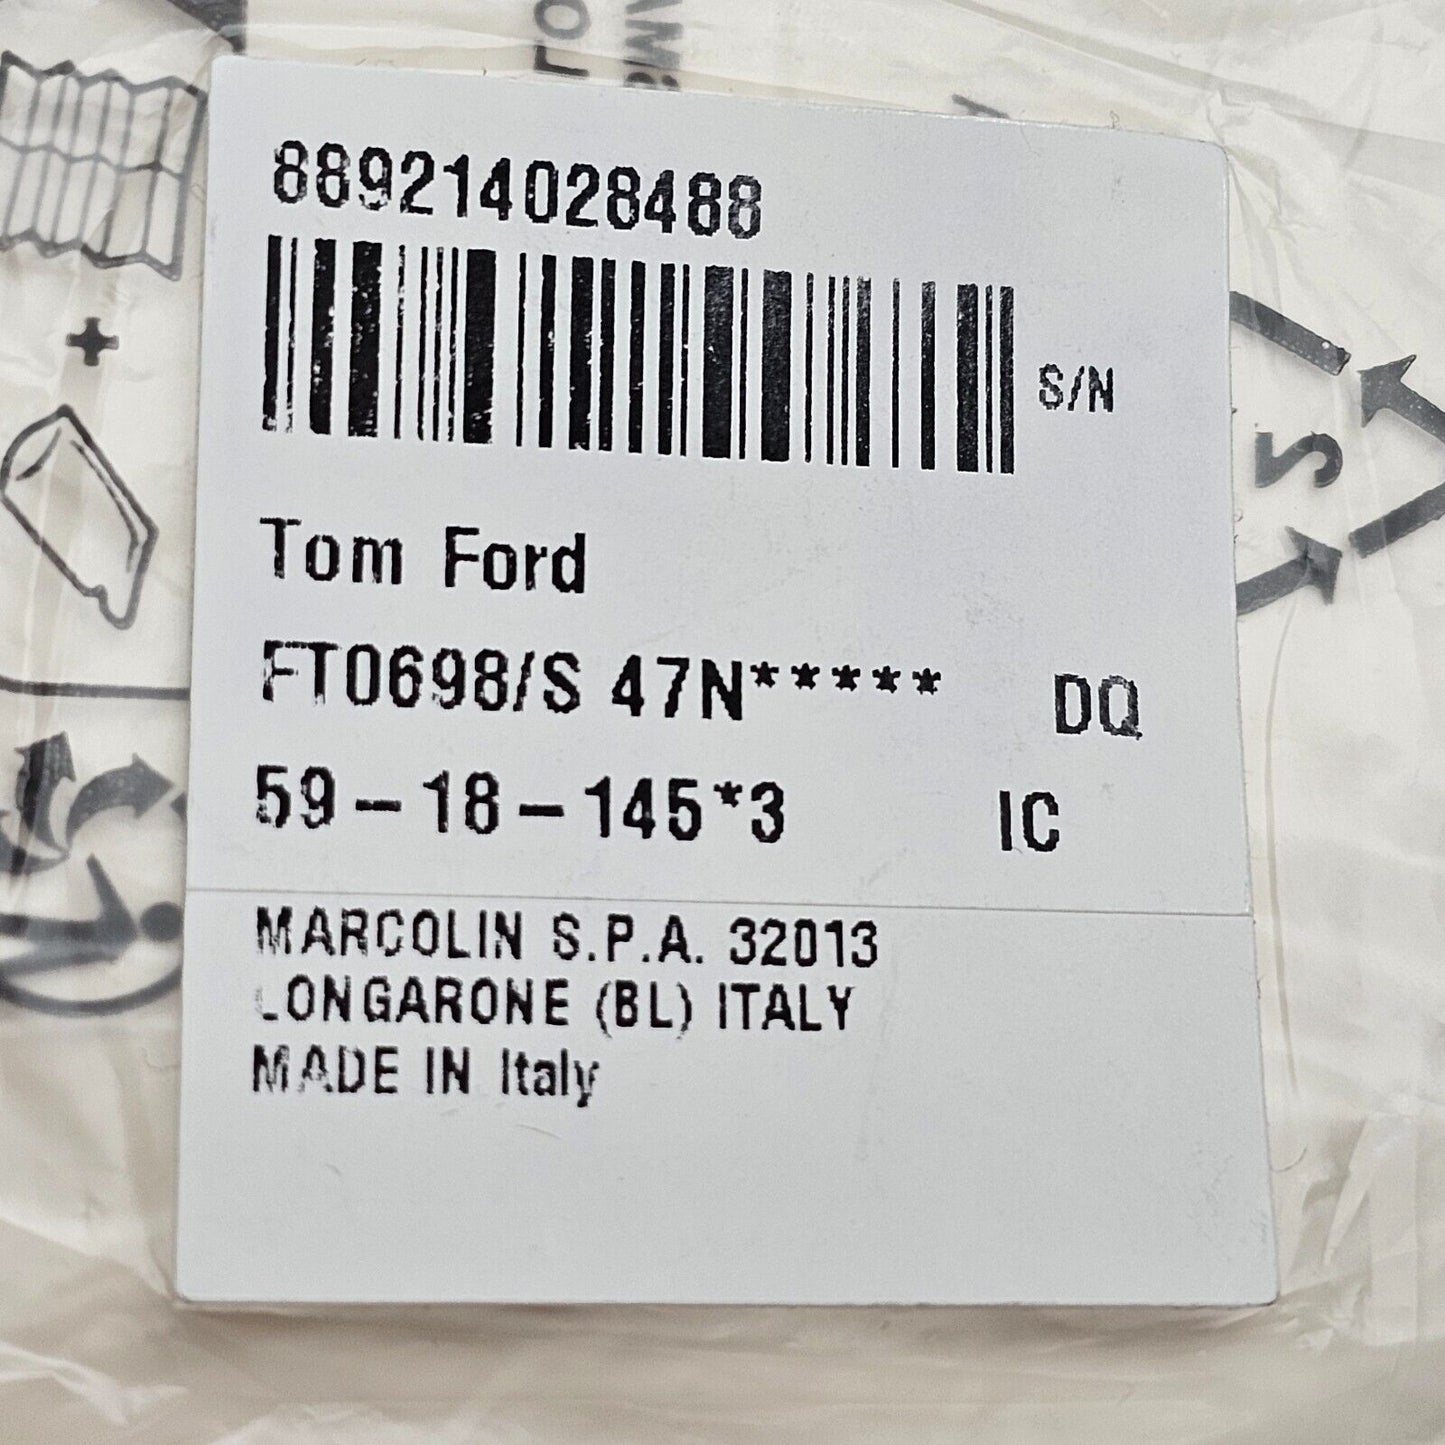 889214028488
S/N
Tom Ford
FT0698/S 47N***** DQ
59-18-145*3 IC
MARCOLIN S.P.A. 32013
LONGARONE (BL) ITALY
MADE IN Italy
2